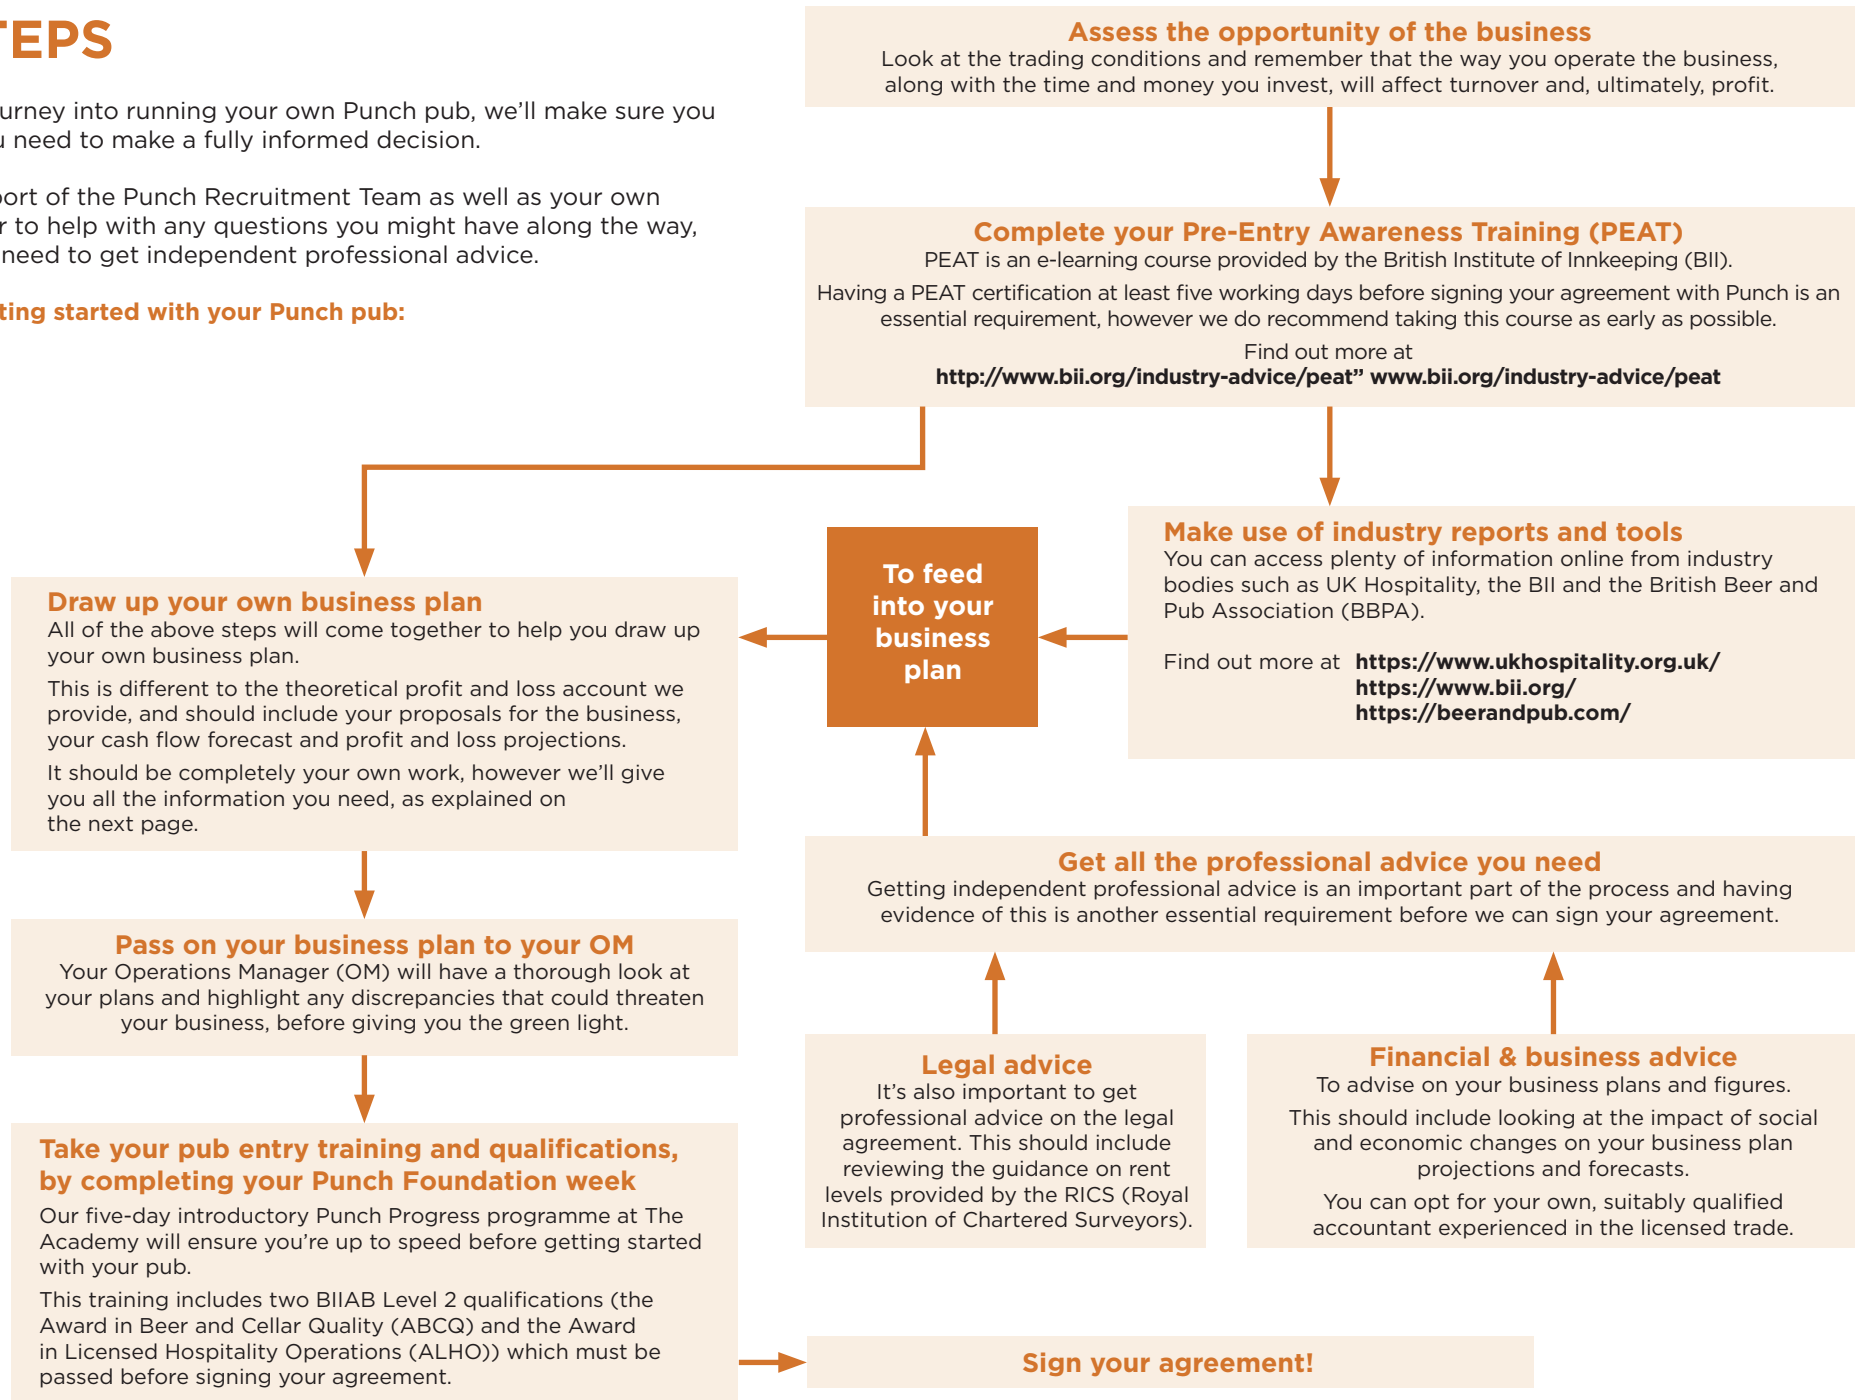 TEPS
urney into running your own Punch pub, we’ll make sure you
need to make a fully informed decision.
ort of the Punch Recruitment Team as well as your own
r to help with any questions you might have along the way,
need to get independent professional advice.
ting started with your Punch pub:
Assess the opportunity of the business
Look at the trading conditions and remember that the way you operate the business,
along with the time and money you invest, will affect turnover and, ultimately, profit.
Complete your Pre-Entry Awareness Training (PEAT)
PEAT is an e-learning course provided by the British Institute of Innkeeping (BII).
Having a PEAT certification at least five working days before signing your agreement with Punch is an
essential requirement, however we do recommend taking this course as early as possible.
Find out more at
http://www.bii.org/industry-advice/peat” www.bii.org/industry-advice/peat
Make use of industry reports and tools
You can access plenty of information online from industry
bodies such as UK Hospitality, the BII and the British Beer and
Pub Association (BBPA).
Find out more at https://www.ukhospitality.org.uk/
https://www.bii.org/
https://beerandpub.com/
To feed
into your
business
plan
Get all the professional advice you need
Getting independent professional advice is an important part of the process and having
evidence of this is another essential requirement before we can sign your agreement.
Legal advice
It’s also important to get
professional advice on the legal
agreement. This should include
reviewing the guidance on rent
levels provided by the RICS (Royal
Institution of Chartered Surveyors).
Financial & business advice
To advise on your business plans and figures.
This should include looking at the impact of social
and economic changes on your business plan
projections and forecasts.
You can opt for your own, suitably qualified
accountant experienced in the licensed trade.
Draw up your own business plan
All of the above steps will come together to help you draw up
your own business plan.
This is different to the theoretical profit and loss account we
provide, and should include your proposals for the business,
your cash flow forecast and profit and loss projections.
It should be completely your own work, however we’ll give
you all the information you need, as explained on
the next page.
Pass on your business plan to your OM
Your Operations Manager (OM) will have a thorough look at
your plans and highlight any discrepancies that could threaten
your business, before giving you the green light.
Take your pub entry training and qualifications,
by completing your Punch Foundation week
Our five-day introductory Punch Progress programme at The
Academy will ensure you’re up to speed before getting started
with your pub.
This training includes two BIIAB Level 2 qualifications (the
Award in Beer and Cellar Quality (ABCQ) and the Award
in Licensed Hospitality Operations (ALHO)) which must be
passed before signing your agreement.
Sign your agreement!